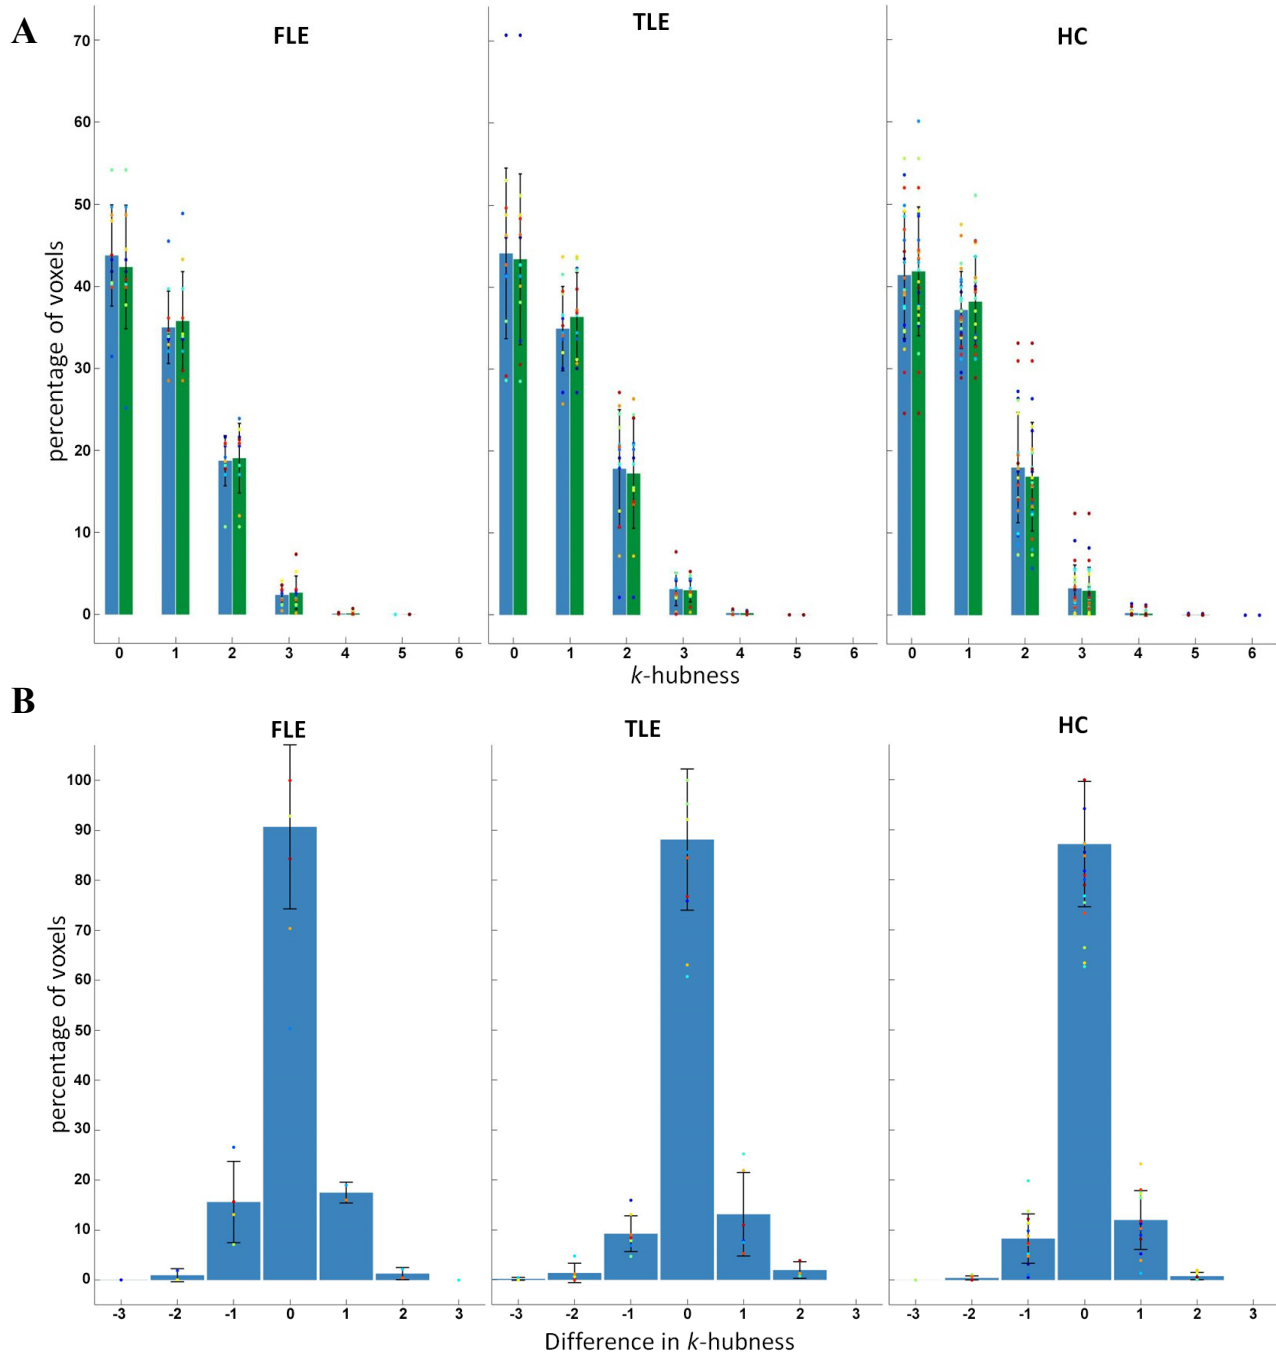 A
FLE TLE HC
percentage of voxels
70
60
50
40
30
20
10
0
0 1 2 3 4 5 6 0 1 2 3 4 5 6 0 1 2 3 4 5 6
k-hubness
B
FLE TLE HC
percentage of voxels
100
90
80
70
60
50
40
30
20
10
0
-3 -2 -1 0 1 2 3 -3 -2 -1 0 1 2 3 -3 -2 -1 0 1 2 3
Difference in k-hubness